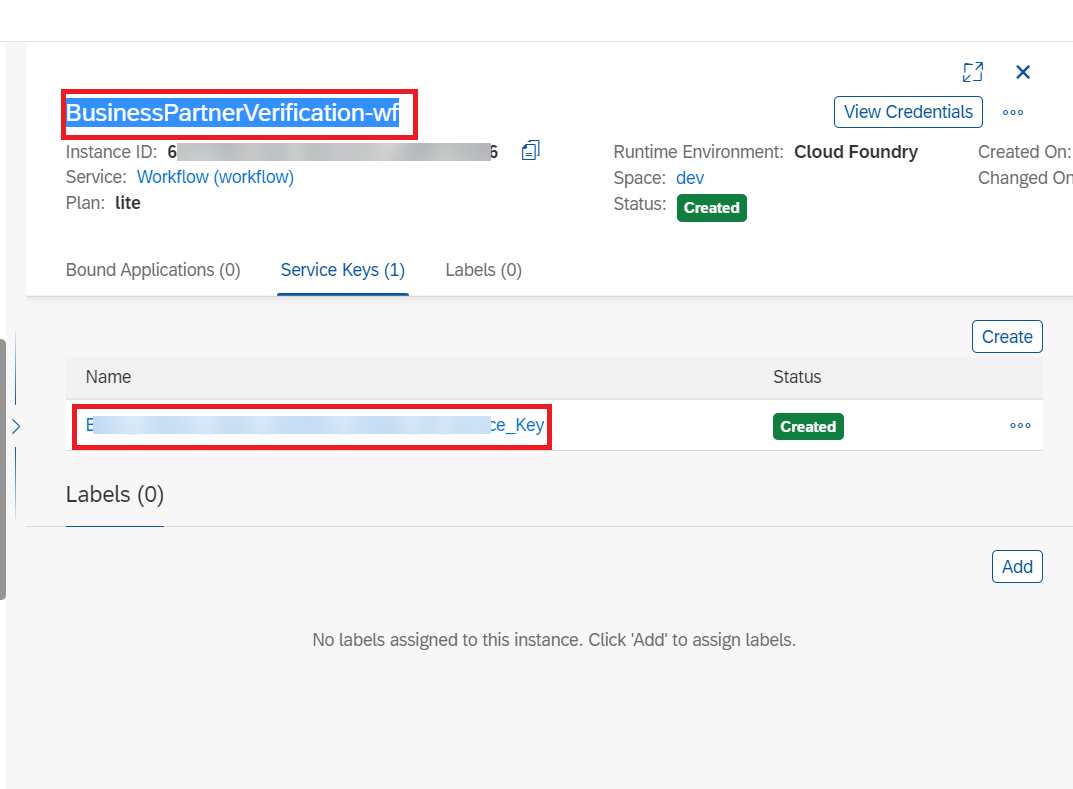 BusinessPartnerVerification-wf
View Credentials
Instance ID: 6 6
Service: Workflow (workflow)
Plan: lite
Runtime Environment: Cloud Foundry
Space: dev
Status: Created
Created On:
Changed On
Bound Applications (0)
Service Keys (1)
Labels (0)
Create
Name
Status
ce_Key
Created
Labels (0)
Add
No labels assigned to this instance. Click 'Add' to assign labels.